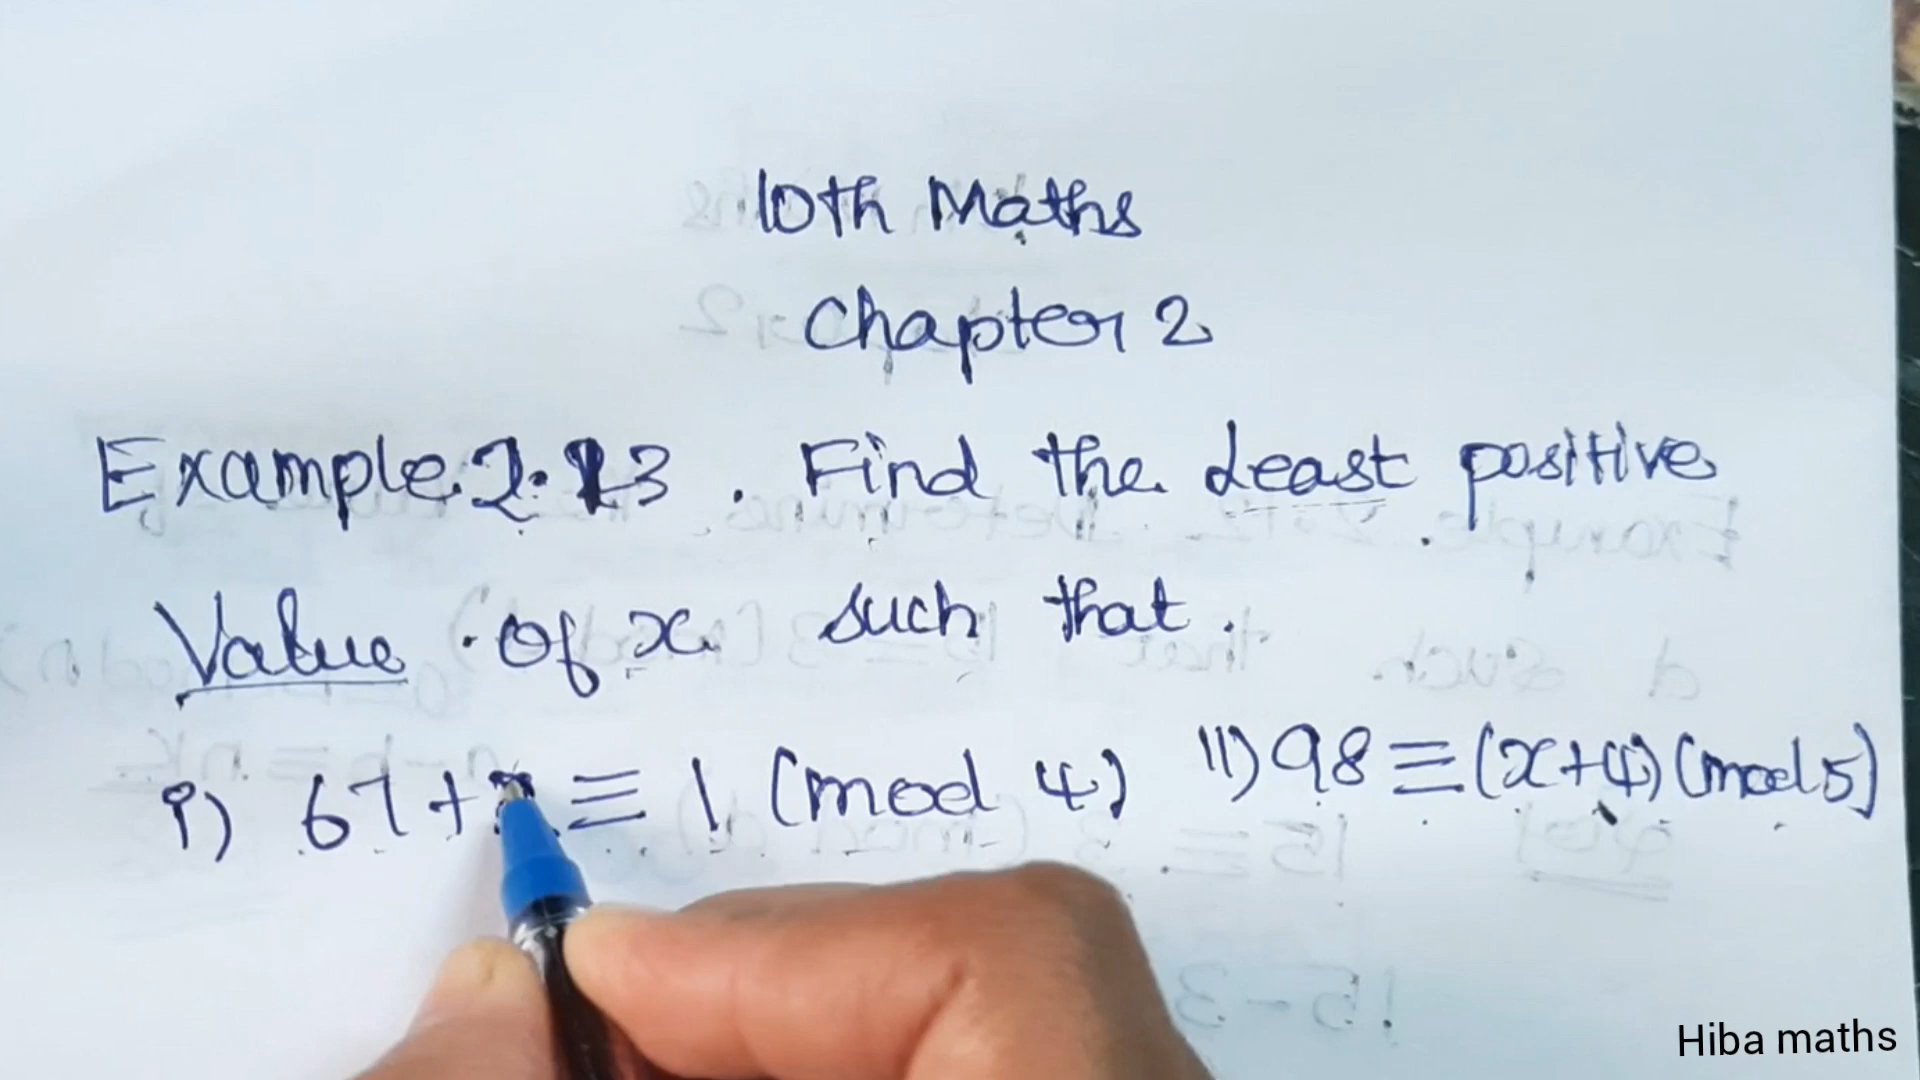 10th Maths
Chapter 2
Example 2.13. Find the Least positive
Value of x such that.
i) 67+x ≡ 1 (mod 4) ii) 98 ≡ (x+4) (mod 5)
Hiba maths